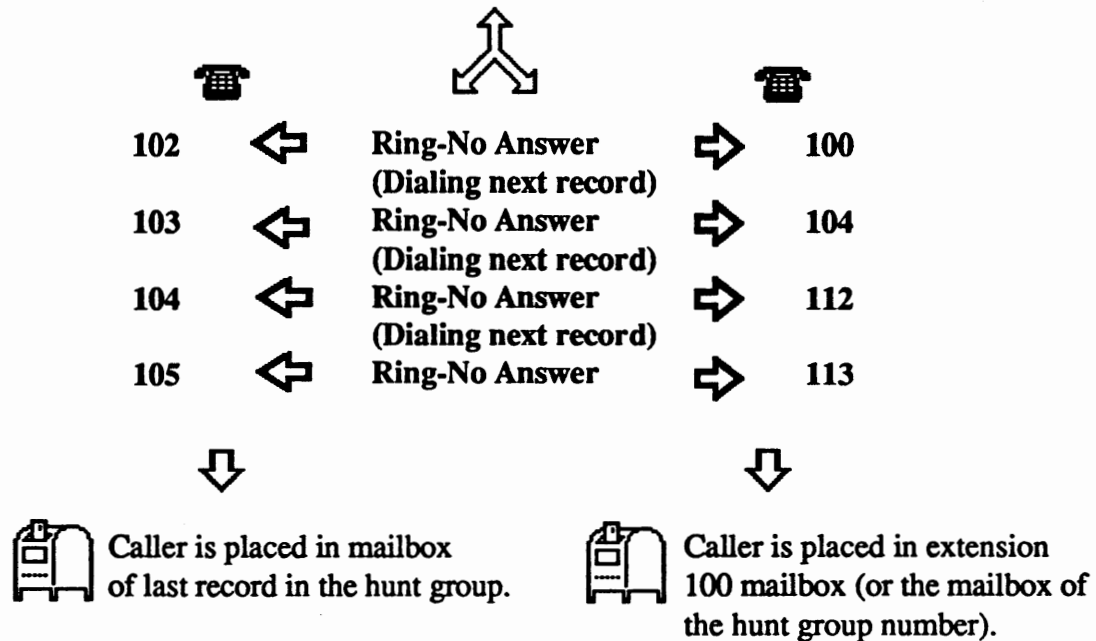 102 Ring-No Answer 100
(Dialing next record)
103 Ring-No Answer 104
(Dialing next record)
104 Ring-No Answer 112
(Dialing next record)
105 Ring-No Answer 113
Caller is placed in mailbox
of last record in the hunt group.
Caller is placed in extension
100 mailbox (or the mailbox of
the hunt group number).